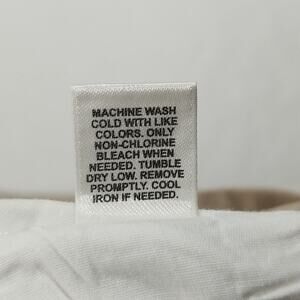 MACHINE WASH
COLD WITH LIKE
COLORS. ONLY
NON-CHLORINE
BLEACH WHEN
NEEDED. TUMBLE
DRY LOW. REMOVE
PROMPTLY. COOL
IRON IF NEEDED.